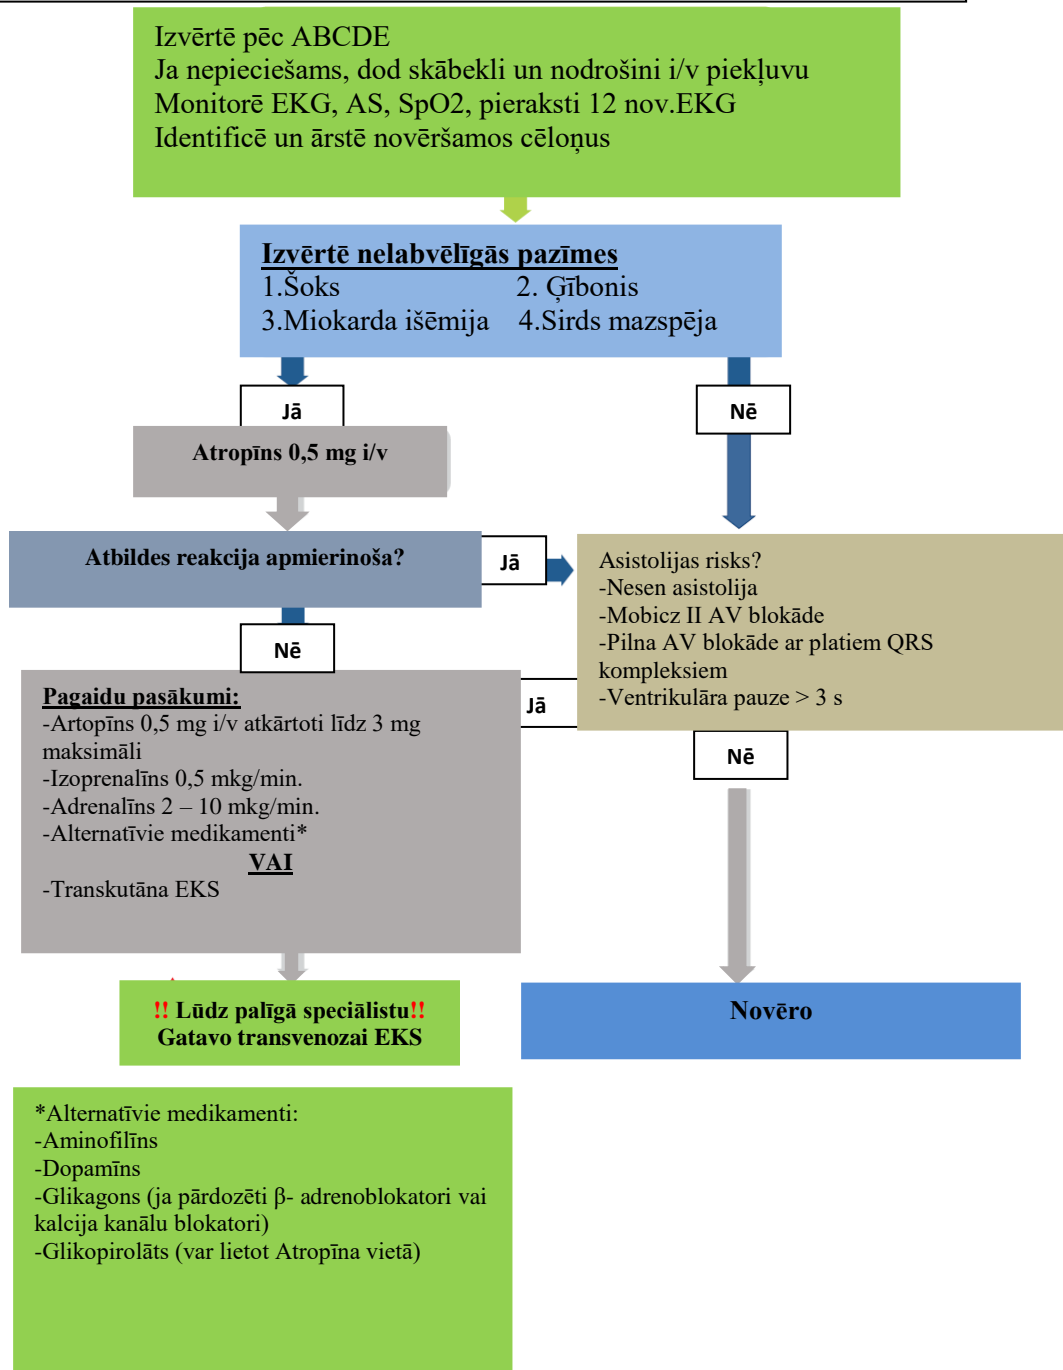 Izvērtē pēc ABCDE
Ja nepieciešams, dod skābekli un nodrošini i/v piekļuvu
Monitorē EKG, AS, SpO2, pieraksti 12 nov.EKG
Identificē un ārstē novēršamos cēloņus
Izvērtē nelabvēlīgās pazīmes
1.Šoks 2. Ģībonis
3.Miokarda išēmija 4.Sirds mazspēja
Jā
Nē
Atropīns 0,5 mg i/v
Atbildes reakcija apmierinoša?
Jā
Asistolijas risks?
-Nesen asistolija
-Mobicz II AV blokāde
-Pilna AV blokāde ar platiem QRS
kompleksiem
-Ventrikulāra pauze > 3 s
Nē
Jā
Pagaidu pasākumi:
-Artopīns 0,5 mg i/v atkārtoti līdz 3 mg
maksimāli
-Izoprenalīns 0,5 mkg/min.
-Adrenalīns 2 – 10 mkg/min.
-Alternatīvie medikamenti*
VAI
-Transkutāna EKS
Nē
!! Lūdz palīgā speciālistu!!
Gatavo transvenozai EKS
Novēro
*Alternatīvie medikamenti:
-Aminofilīns
-Dopamīns
-Glikagons (ja pārdozēti β- adrenoblokatori vai
kalcija kanālu blokatori)
-Glikopirolāts (var lietot Atropīna vietā)